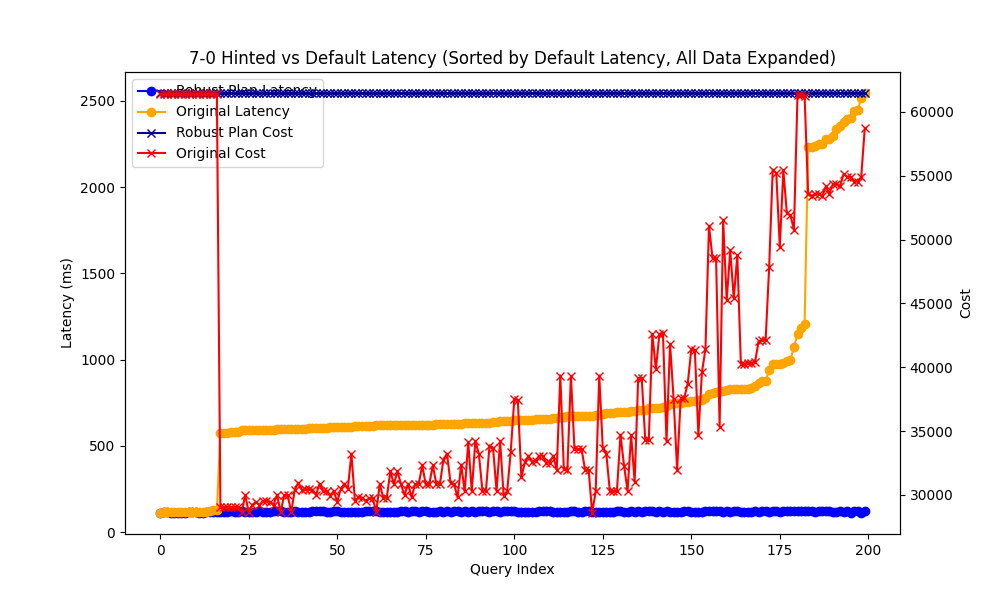 7-0 Hinted vs Default Latency (Sorted by Default Latency, All Data Expanded)
Robust Plan Latency
Original Latency
Robust Plan Cost
Original Cost
Latency (ms)
2500
2000
1500
1000
500
0
60000
55000
50000
45000
40000
35000
30000
Cost
0 25 50 75 100 125 150 175 200
Query Index